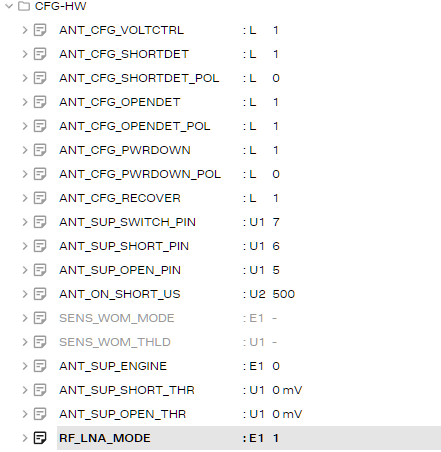 CFG-HW
ANT_CFG_VOLTCTRL : L 1
ANT_CFG_SHORTDET : L 1
ANT_CFG_SHORTDET_POL : L 0
ANT_CFG_OPENDET : L 1
ANT_CFG_OPENDET_POL : L 1
ANT_CFG_PWRDOWN : L 1
ANT_CFG_PWRDOWN_POL : L 0
ANT_CFG_RECOVER : L 1
ANT_SUP_SWITCH_PIN : U1 7
ANT_SUP_SHORT_PIN : U1 6
ANT_SUP_OPEN_PIN : U1 5
ANT_ON_SHORT_US : U2 500
SENS_WOM_MODE : E1 -
SENS_WOM_THLD : U1 -
ANT_SUP_ENGINE : E1 0
ANT_SUP_SHORT_THR : U1 0 mV
ANT_SUP_OPEN_THR : U1 0 mV
RF_LNA_MODE : E1 1